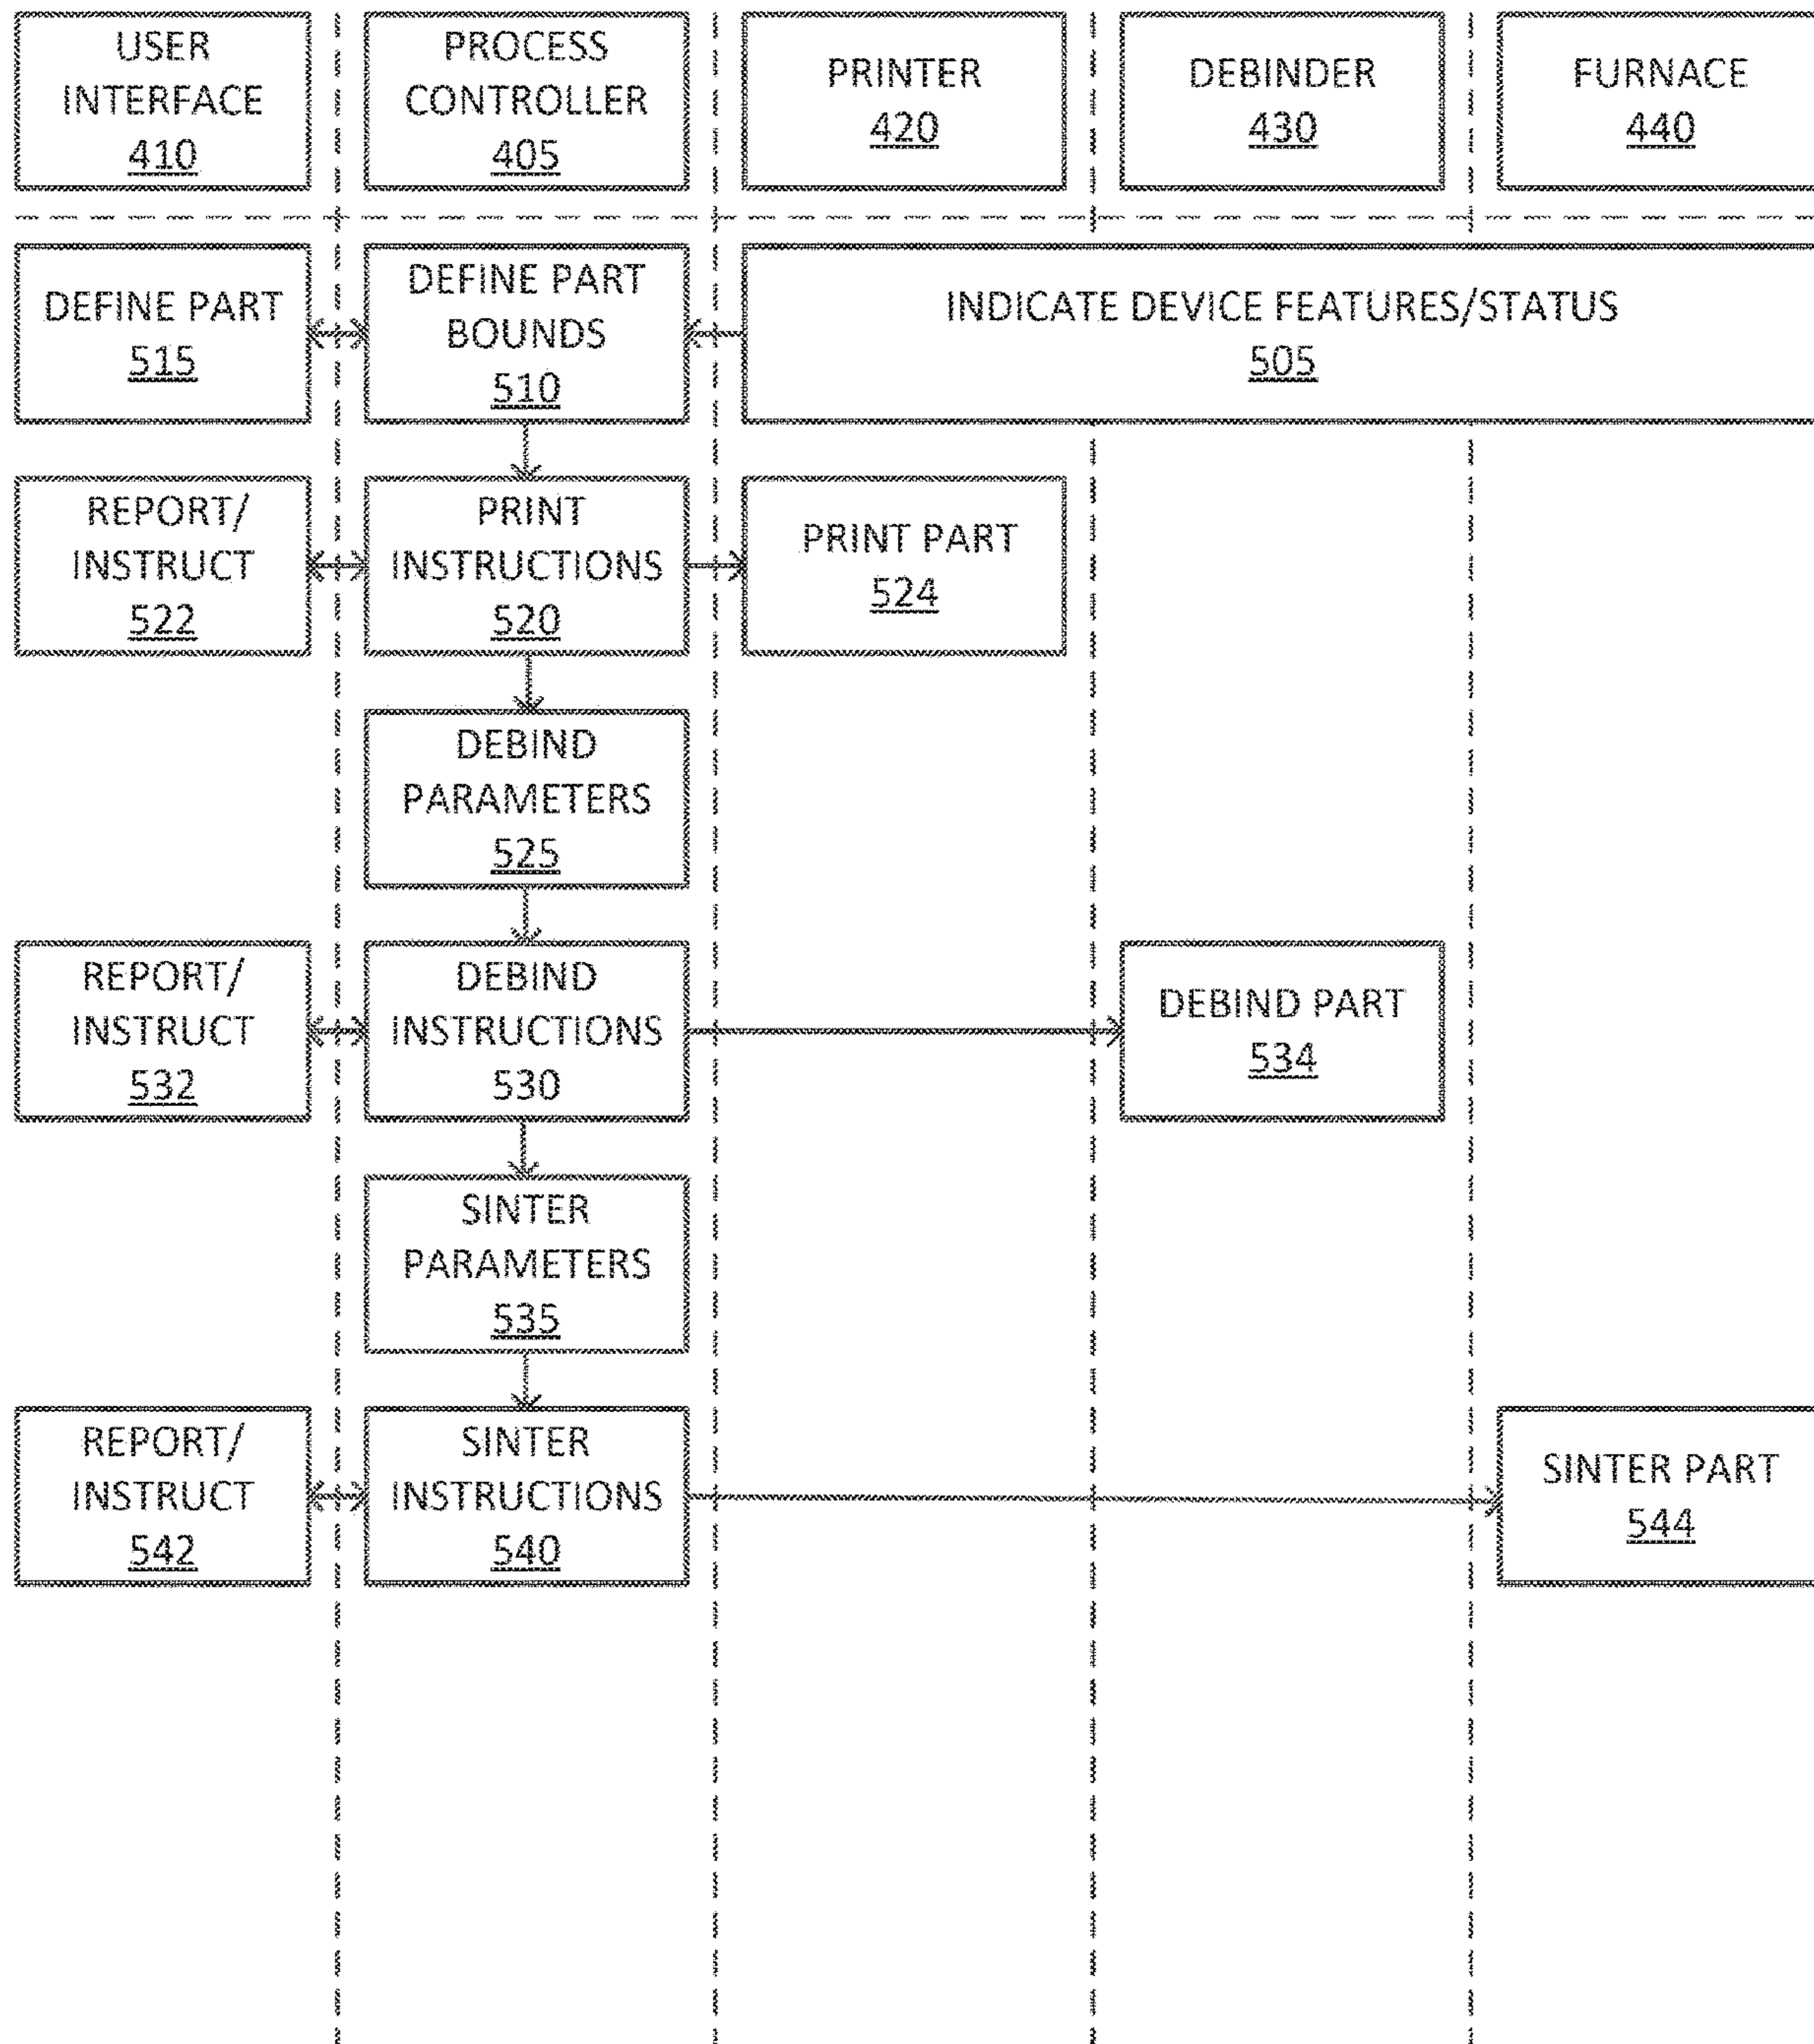 USER
INTERFACE
410
PROCESS
CONTROLLER
405
PRINTER
420
DEBINDER
430
FURNACE
440
DEFINE PART
515
DEFINE PART
BOUNDS
510
INDICATE DEVICE FEATURES/STATUS
505
REPORT/
INSTRUCT
522
PRINT
INSTRUCTIONS
520
PRINT PART
524
DEBIND
PARAMETERS
525
REPORT/
INSTRUCT
532
DEBIND
INSTRUCTIONS
530
DEBIND PART
534
SINTER
PARAMETERS
535
REPORT/
INSTRUCT
542
SINTER
INSTRUCTIONS
540
SINTER PART
544